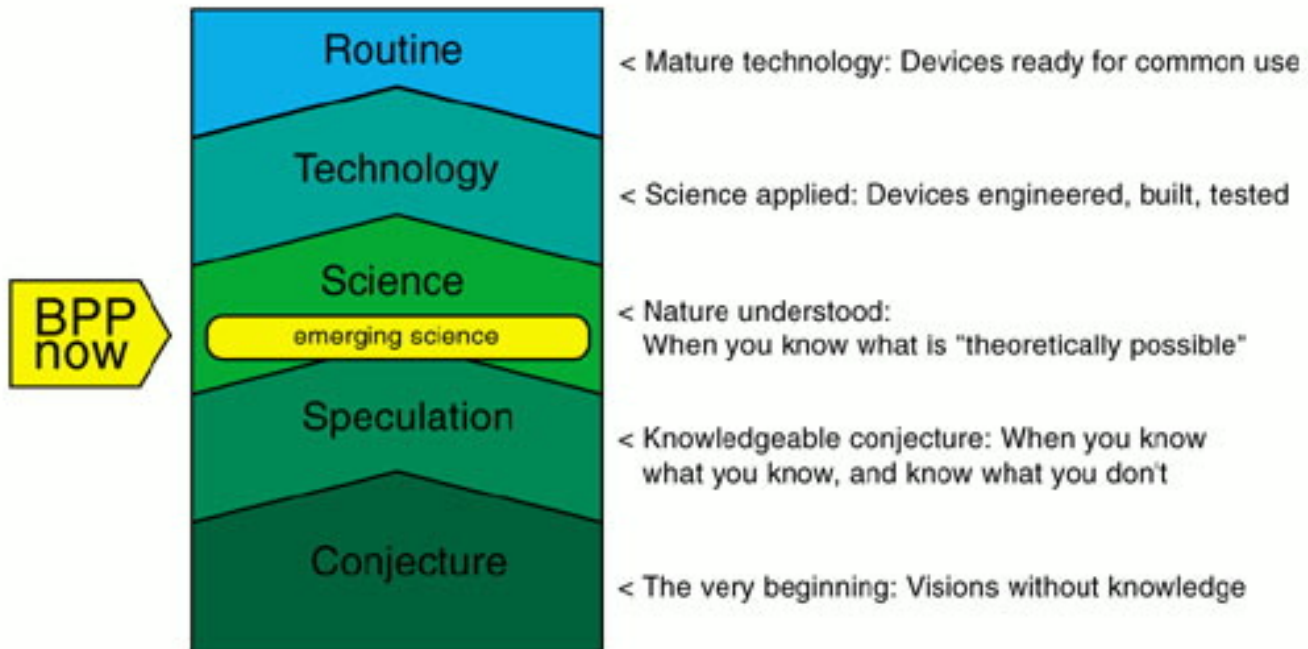 Routine
< Mature technology: Devices ready for common use
Technology
< Science applied: Devices engineered, built, tested
BPP
now
Science
emerging science
< Nature understood:
When you know what is "theoretically possible"
Speculation
< Knowledgeable conjecture: When you know
what you know, and know what you don't
Conjecture
< The very beginning: Visions without knowledge